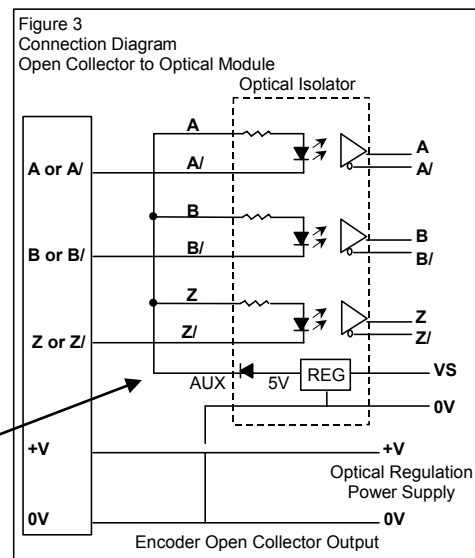 Figure 3
Connection Diagram
Open Collector to Optical Module
Optical Isolator
A
A
A or A/
A/
A/
B
B
B or B/
B/
B/
Z
Z
Z or Z/
Z/
Z/
AUX
5V
REG
VS
0V
+V
+V
Optical Regulation
Power Supply
0V
0V
Encoder Open Collector Output